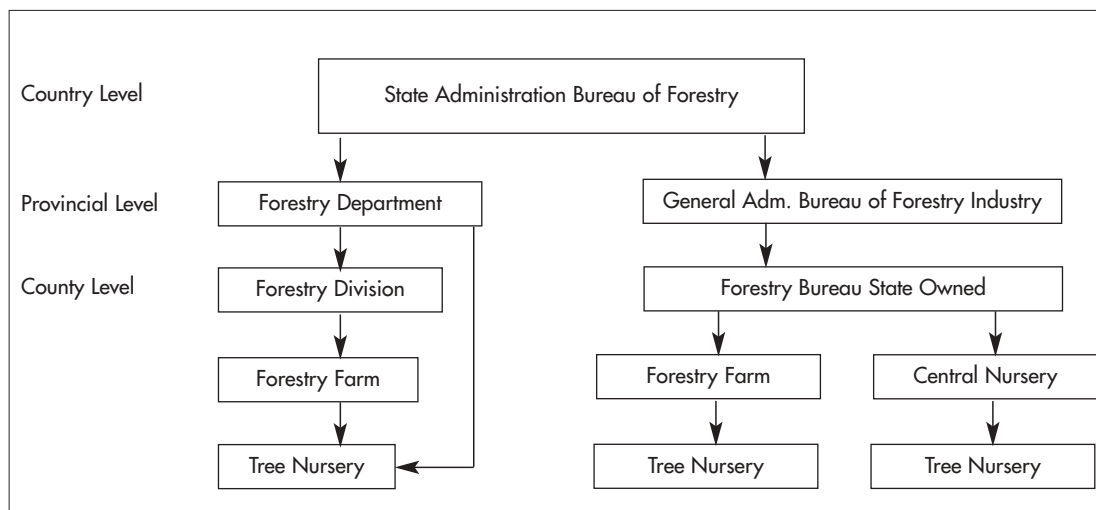 Country Level
State Administration Bureau of Forestry
Provincial Level
Forestry Department
General Adm. Bureau of Forestry Industry
County Level
Forestry Division
Forestry Bureau State Owned
Forestry Farm
Forestry Farm
Central Nursery
Tree Nursery
Tree Nursery
Tree Nursery